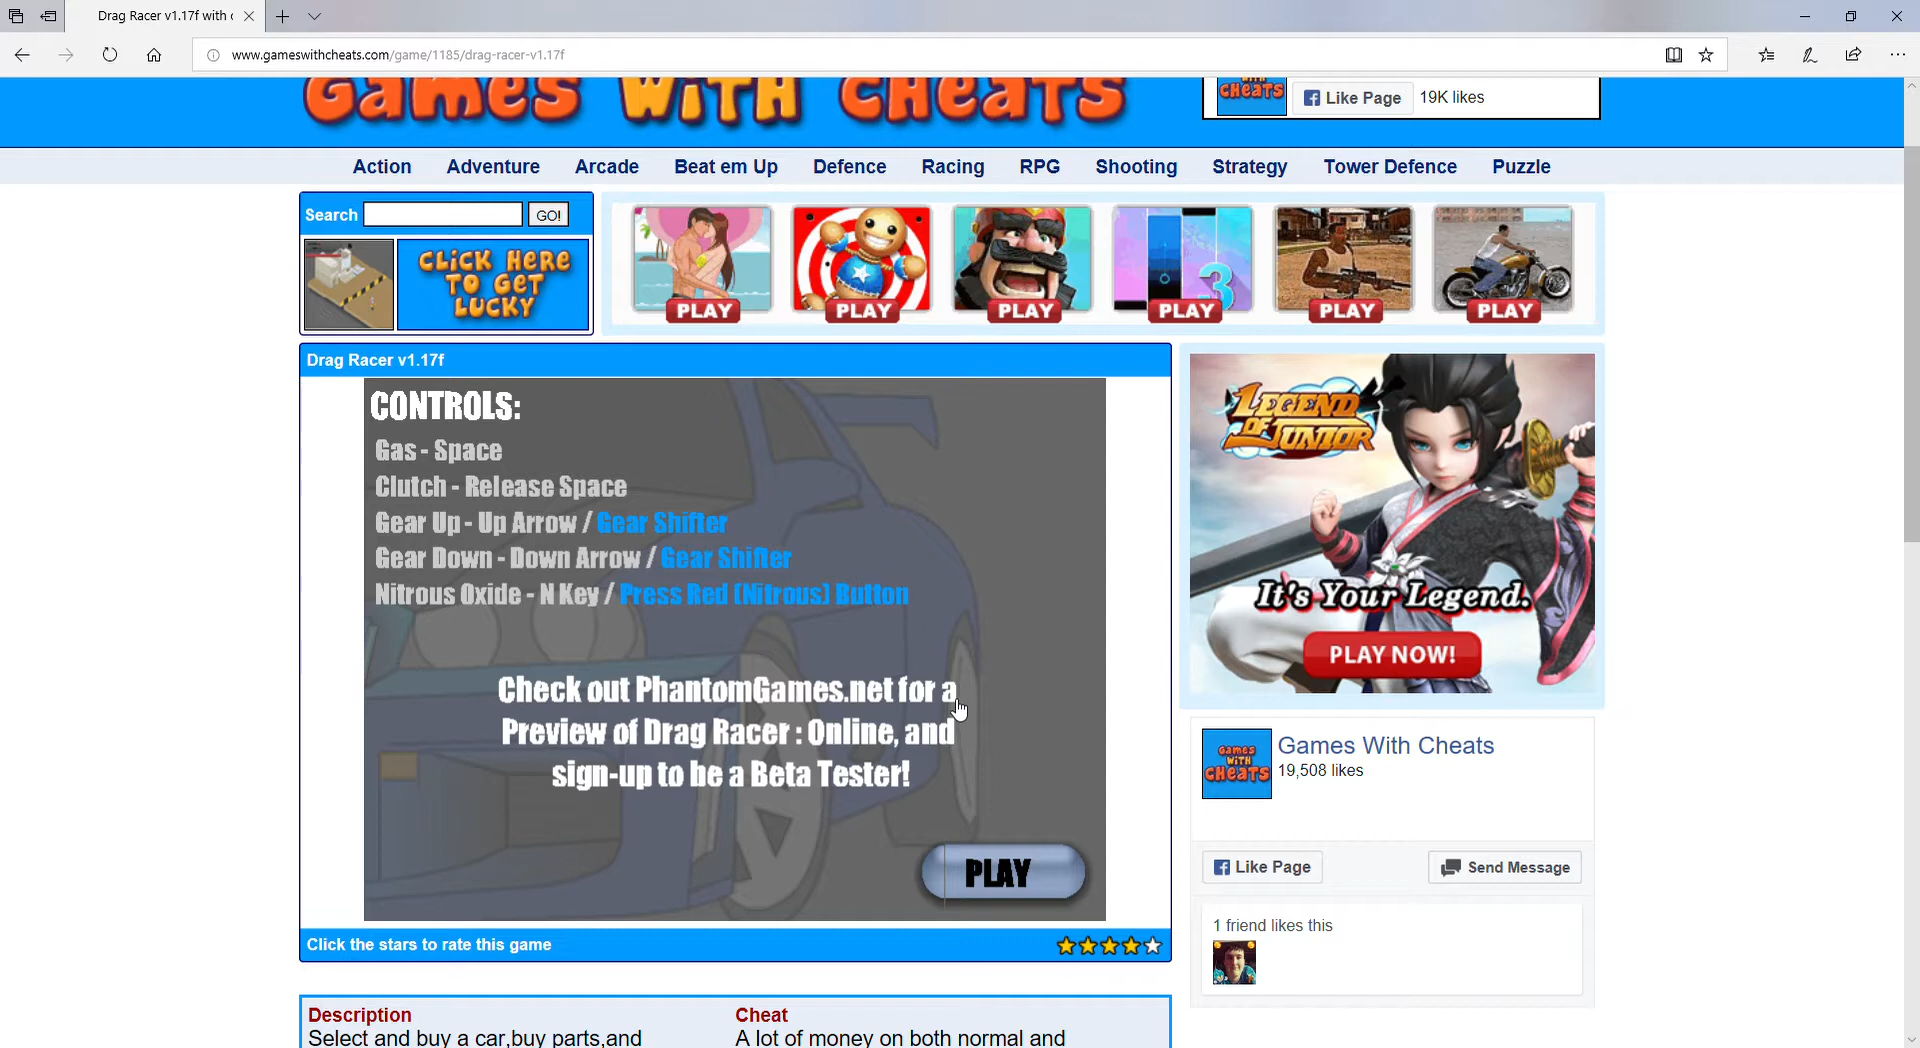 Drag Racer v1.17f with c
www.gameswithcheats.com/game/1185/drag-racer-v1.17f
Games With Cheats
CHEATS
Like Page
19K likes
Action Adventure Arcade Beat em Up Defence Racing RPG Shooting Strategy Tower Defence Puzzle
Search GO!
CLICK HERE
TO GET
LUCKY
3
PLAY PLAY PLAY PLAY PLAY PLAY
Drag Racer v1.17f
CONTROLS:
Gas - Space
Clutch - Release Space
Gear Up - Up Arrow / Gear Shifter
Gear Down - Down Arrow / Gear Shifter
Nitrous Oxide - N Key / Press Red (Nitrous) Button
Check out PhantomGames.net for a
Preview of Drag Racer : Online, and
sign-up to be a Beta Tester!
PLAY
Click the stars to rate this game
Description
Select and buy a car,buy parts,and
Cheat
A lot of money on both normal and
LEGEND
OF JUNIOR
It's Your Legend.
PLAY NOW!
GAMES
WITH
CHEATS
Games With Cheats
19,508 likes
Like Page
Send Message
1 friend likes this